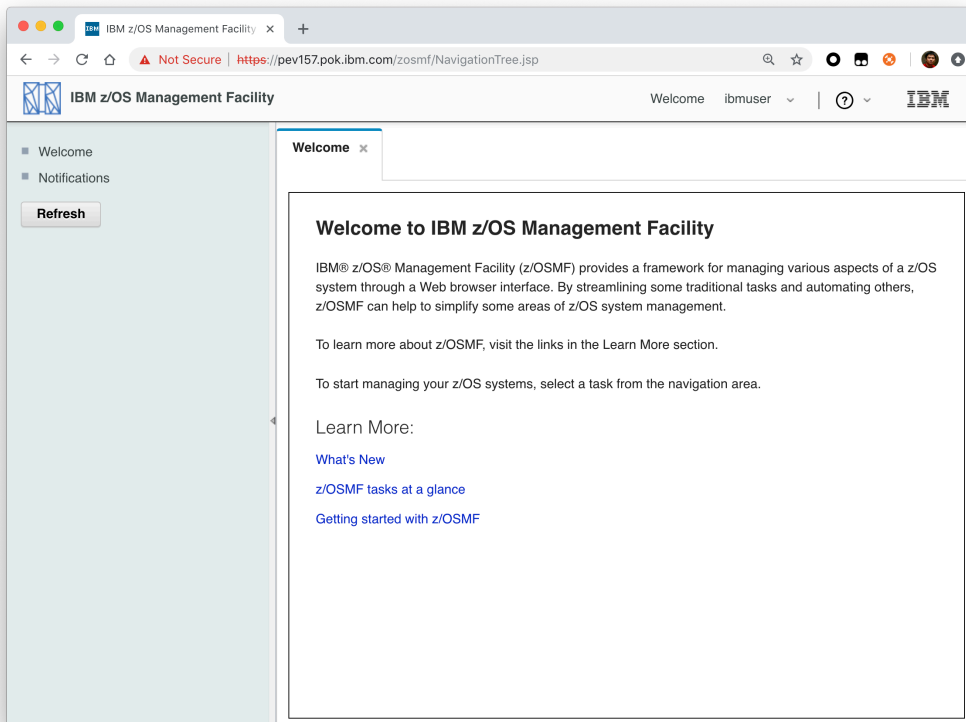 IBM
IBM z/OS Management Facility
Not Secure | https://pev157.pok.ibm.com/zosmf/NavigationTree.jsp
IBM z/OS Management Facility
Welcome ibmuser
IBM
Welcome
Notifications
Refresh
Welcome
Welcome to IBM z/OS Management Facility
IBM® z/OS® Management Facility (z/OSMF) provides a framework for managing various aspects of a z/OS
system through a Web browser interface. By streamlining some traditional tasks and automating others,
z/OSMF can help to simplify some areas of z/OS system management.
To learn more about z/OSMF, visit the links in the Learn More section.
To start managing your z/OS systems, select a task from the navigation area.
Learn More:
What's New
z/OSMF tasks at a glance
Getting started with z/OSMF